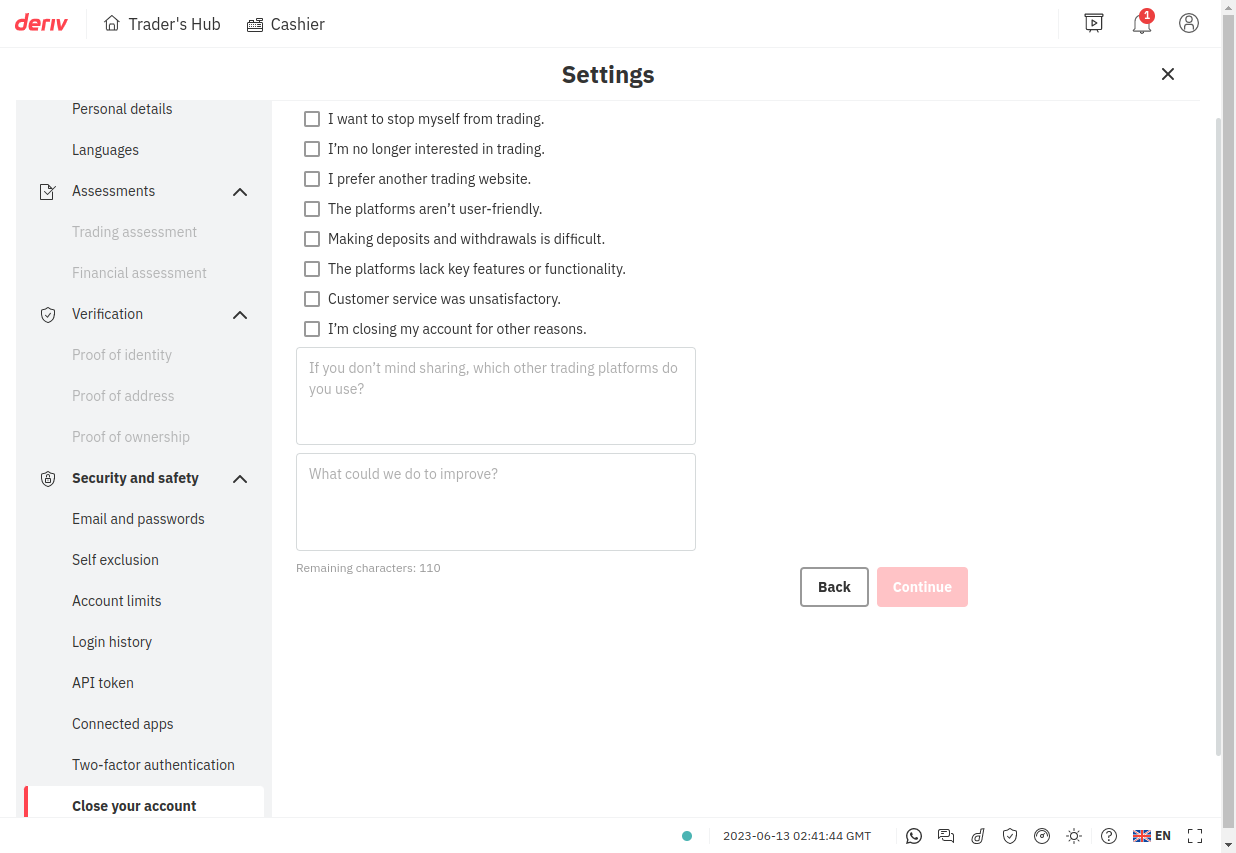 deriv
Trader's Hub
Cashier
1
Settings
Personal details
Languages
Assessments
Trading assessment
Financial assessment
Verification
Proof of identity
Proof of address
Proof of ownership
Security and safety
Email and passwords
Self exclusion
Account limits
Login history
API token
Connected apps
Two-factor authentication
Close your account
I want to stop myself from trading.
I’m no longer interested in trading.
I prefer another trading website.
The platforms aren’t user-friendly.
Making deposits and withdrawals is difficult.
The platforms lack key features or functionality.
Customer service was unsatisfactory.
I’m closing my account for other reasons.
If you don’t mind sharing, which other trading platforms do
you use?
What could we do to improve?
Remaining characters: 110
Back
Continue
2023-06-13 02:41:44 GMT
EN